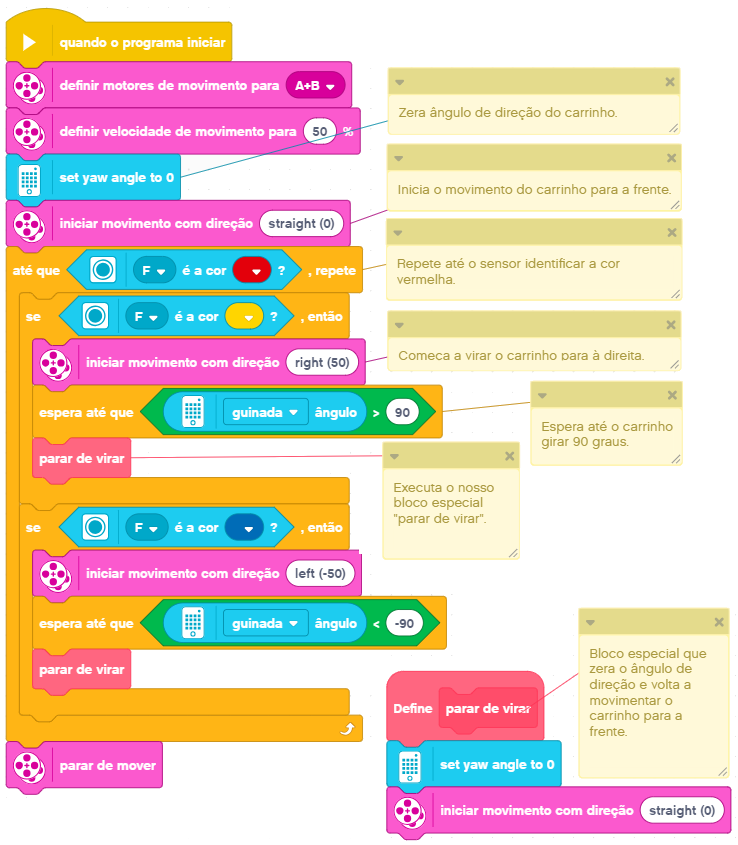 quando o programa iniciar
definir motores de movimento para A+B
definir velocidade de movimento para 50 %
set yaw angle to 0
iniciar movimento com direção straight (0)
até que F é a cor ? , repete
se F é a cor ? , então
iniciar movimento com direção right (50)
espera até que guinada ângulo > 90
parar de virar
se F é a cor ? , então
iniciar movimento com direção left (-50)
espera até que guinada ângulo < -90
parar de virar
parar de mover
Zera ângulo de direção do carrinho.
Inicia o movimento do carrinho para a frente.
Repete até o sensor identificar a cor
vermelha.
Comeca a virar o carrinho para à direita.
Espera até o carrinho
girar 90 graus.
Executa o nosso
bloco especial
"parar de virar".
Define parar de virar
set yaw angle to 0
iniciar movimento com direção straight (0)
Bloco especial que
zera o ângulo de
direção e volta a
movimentar o
carrinho para a
frente.